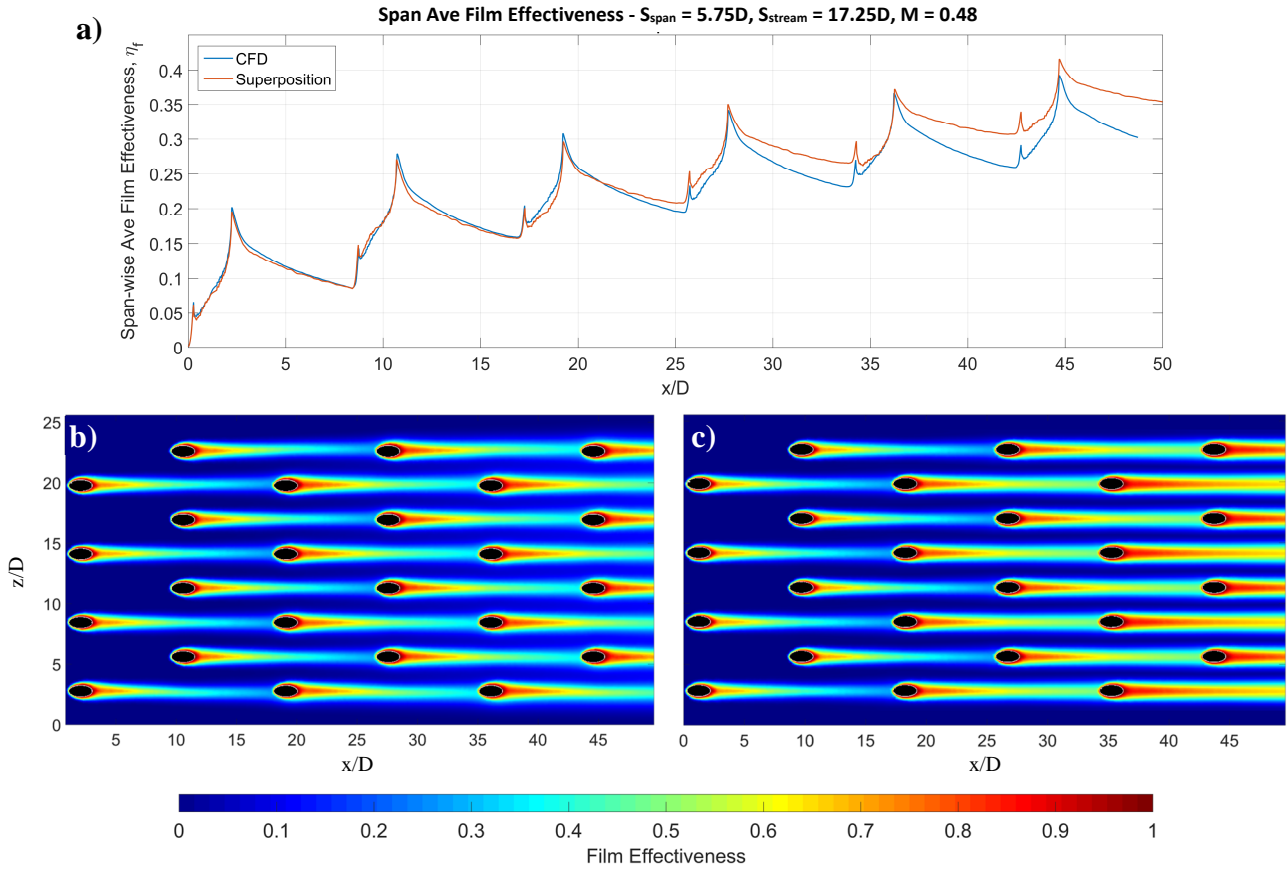 Span Ave Film Effectiveness - Sspan = 5.75D, Sstream = 17.25D, M = 0.48
a)
Span-wise Ave Film Effectiveness, ηf
CFD
Superposition
0.4
0.35
0.3
0.25
0.2
0.15
0.1
0.05
0
0 5 10 15 20 25 30 35 40 45 50
x/D
b)
z/D
25
20
15
10
5
0
5 10 15 20 25 30 35 40 45
x/D
c)
0 5 10 15 20 25 30 35 40 45
x/D
0 0.1 0.2 0.3 0.4 0.5 0.6 0.7 0.8 0.9 1
Film Effectiveness